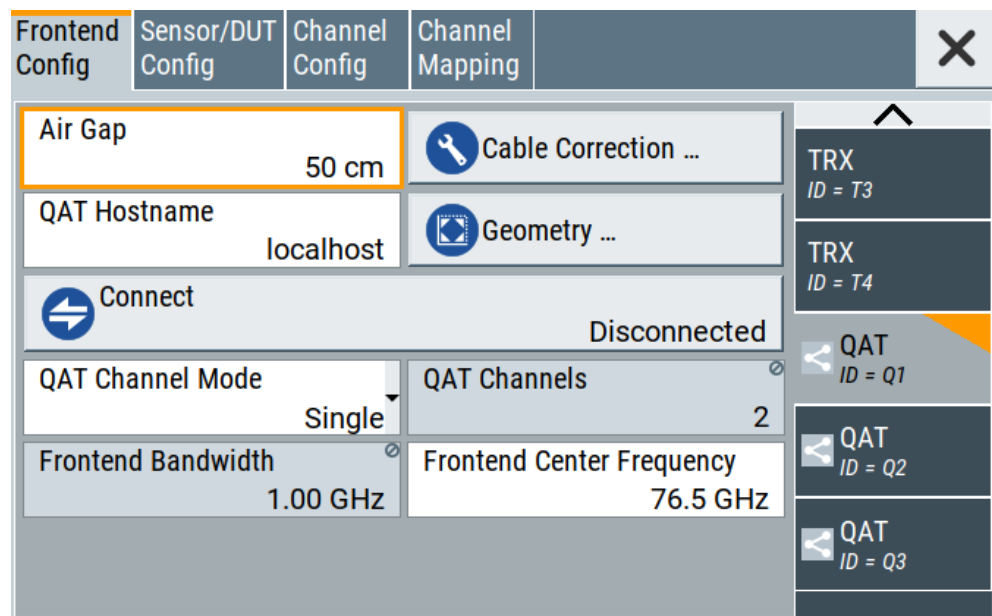 Frontend Config
Sensor/DUT Config
Channel Config
Channel Mapping
Air Gap
50 cm
Cable Correction ...
QAT Hostname
localhost
Geometry ...
Connect
Disconnected
QAT Channel Mode
Single
QAT Channels
2
Frontend Bandwidth
1.00 GHz
Frontend Center Frequency
76.5 GHz
TRX
ID = T3
TRX
ID = T4
QAT
ID = Q1
QAT
ID = Q2
QAT
ID = Q3